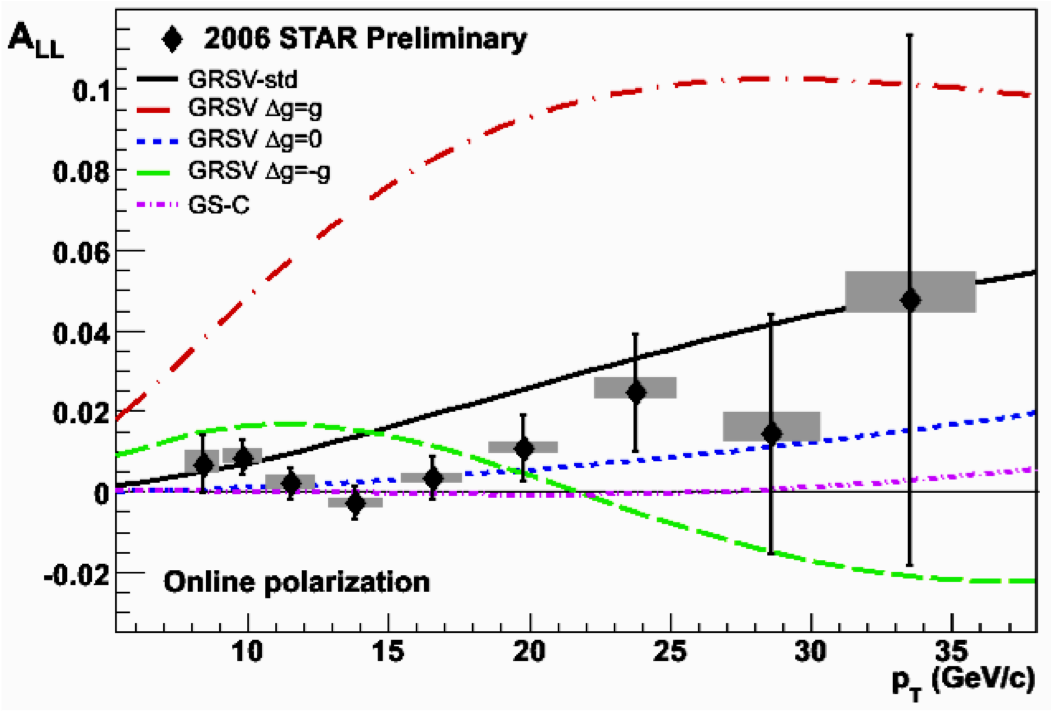 A_LL
2006 STAR Preliminary
GRSV-std
GRSV Δg=g
GRSV Δg=0
GRSV Δg=-g
GS-C
0.1
0.08
0.06
0.04
0.02
0
-0.02
Online polarization
10 15 20 25 30 35
p_T (GeV/c)